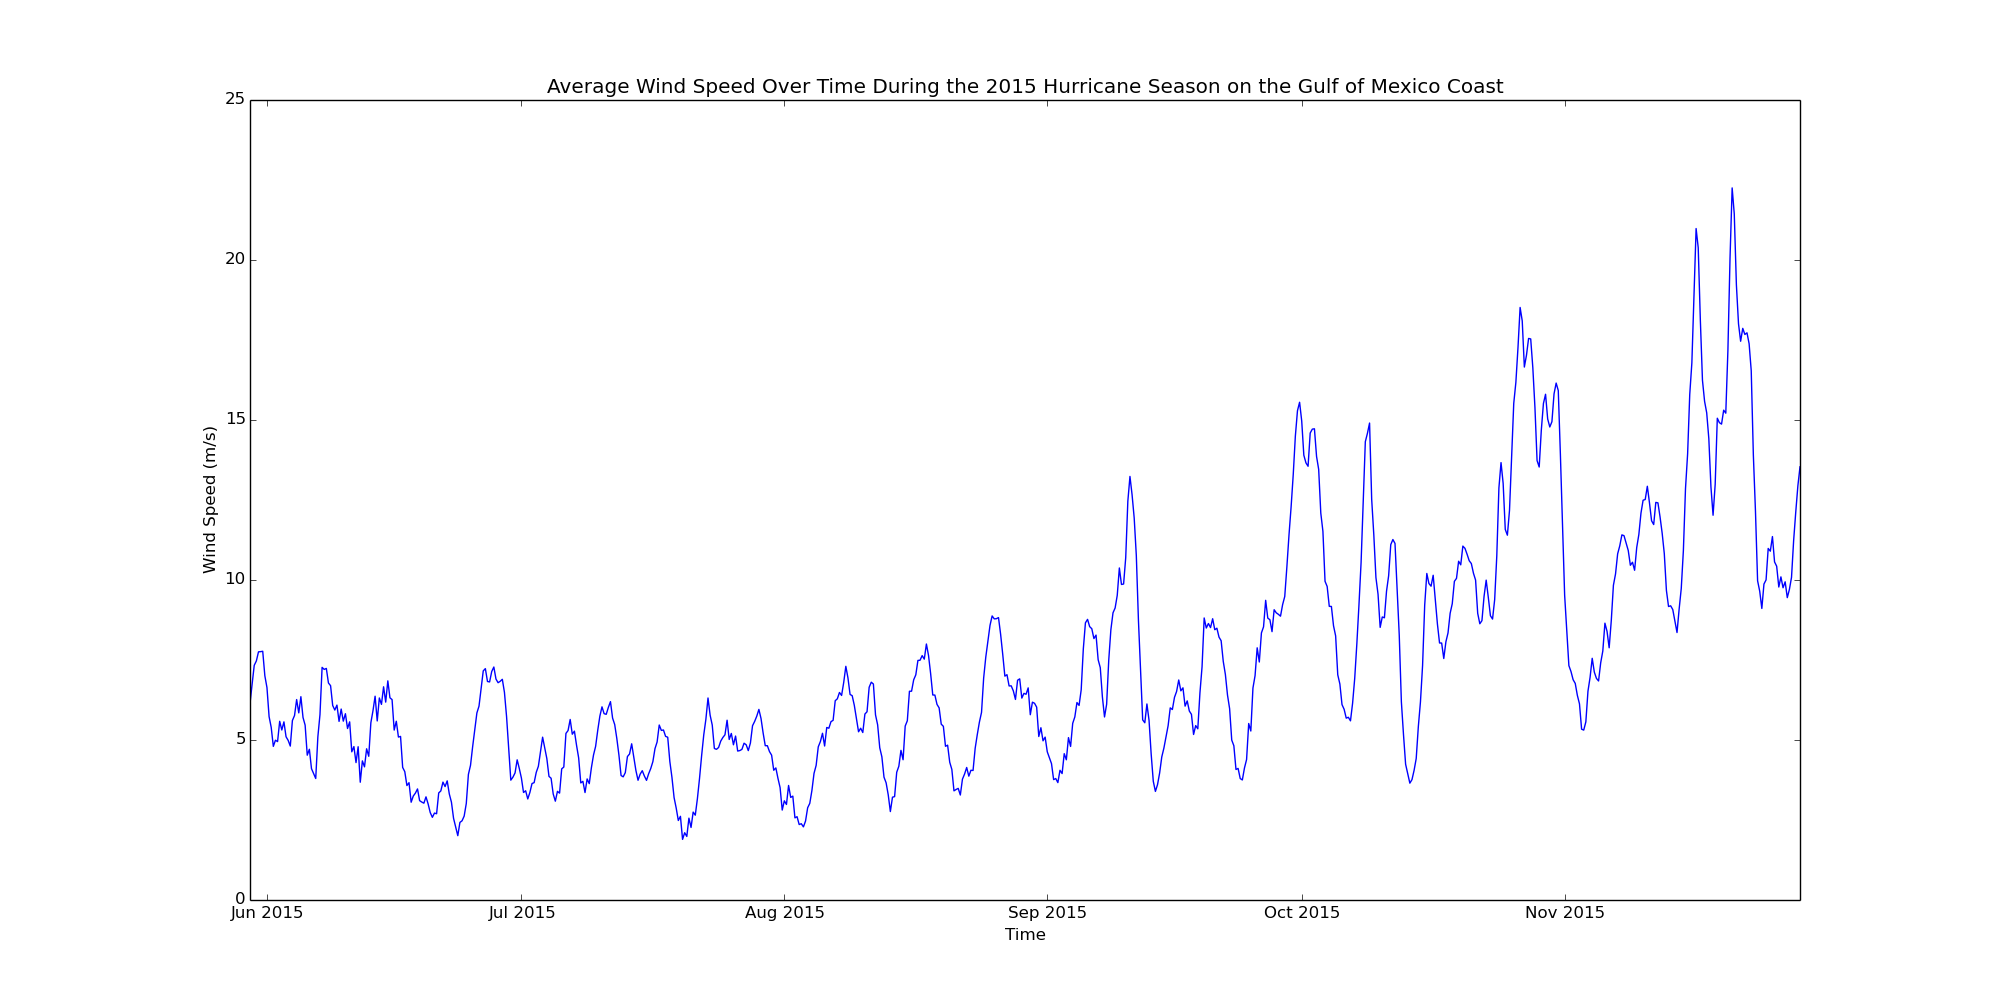 Average Wind Speed Over Time During the 2015 Hurricane Season on the Gulf of Mexico Coast
25
20
15
10
5
0
Wind Speed (m/s)
Jun 2015 Jul 2015 Aug 2015 Sep 2015 Oct 2015 Nov 2015
Time